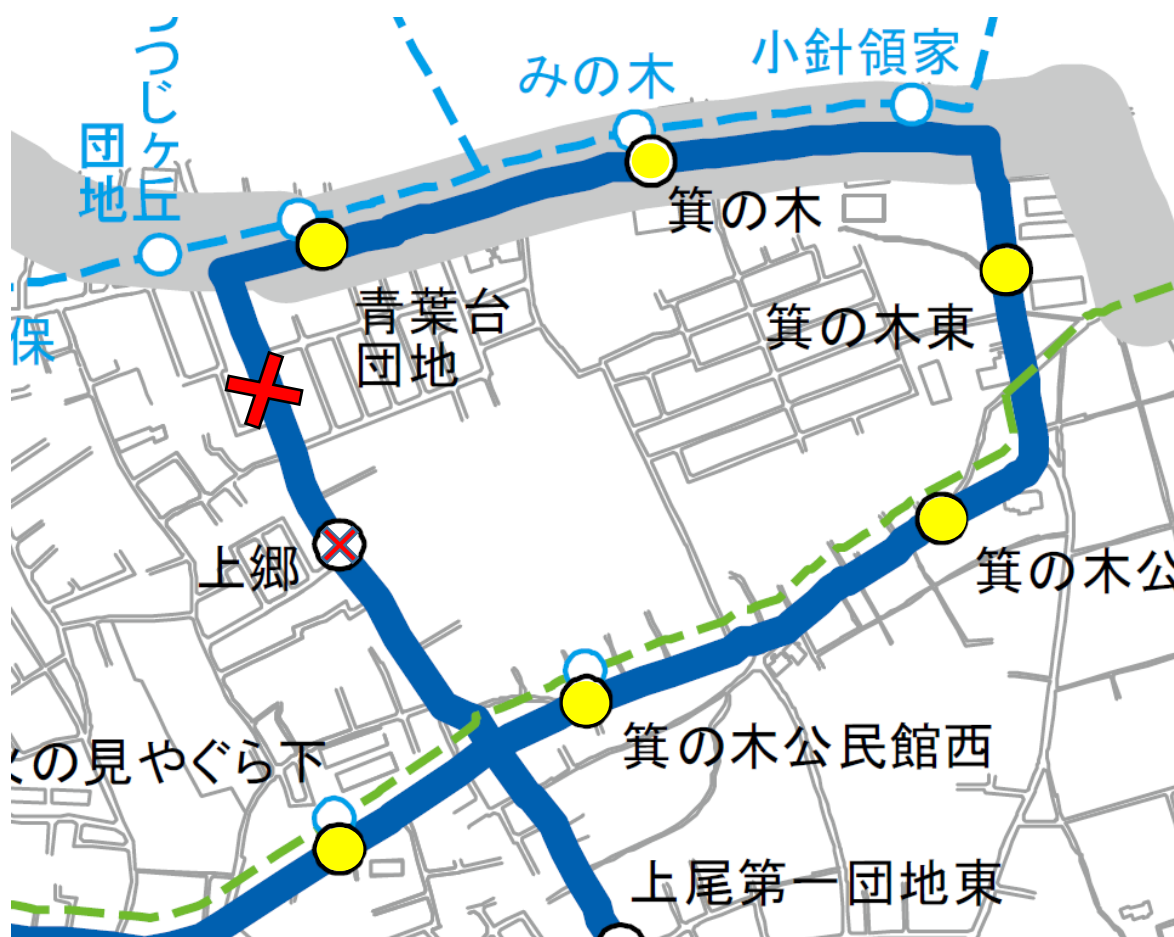 つつじヶ丘
団地
みの木
小針領家
箕の木
青葉台
団地
箕の木東
保
上郷
箕の木公
の見やぐら下
箕の木公民館西
上尾第一団地東